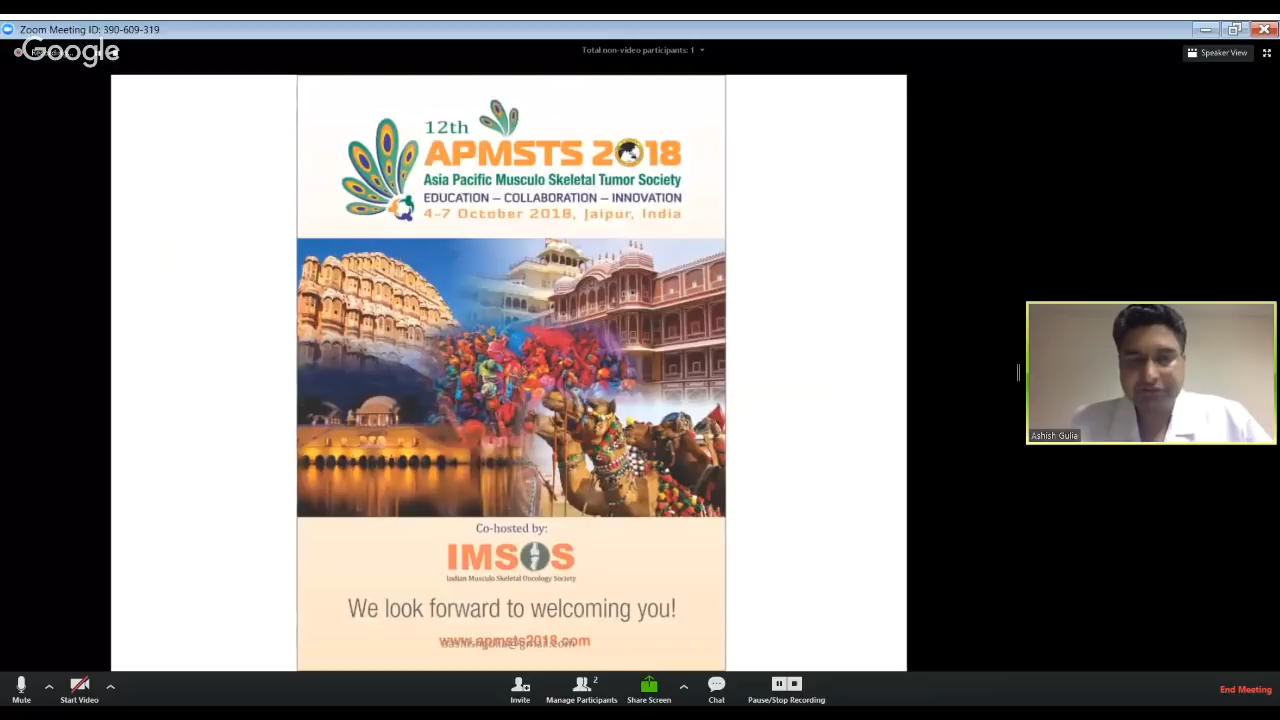 Zoom Meeting ID: 390-609-319
Google
Total non-video participants: 1
Speaker View
12th
APMSTS 2018
Asia Pacific Musculo Skeletal Tumor Society
EDUCATION – COLLABORATION – INNOVATION
4-7 October 2018, Jaipur, India
Ashish Gulia
Co-hosted by:
IMSOS
Indian Musculo Skeletal Oncology Society
We look forward to welcoming you!
www.apmsts2018.com
Mute
Start Video
Invite
2
Manage Participants
Share Screen
Chat
Pause/Stop Recording
End Meeting